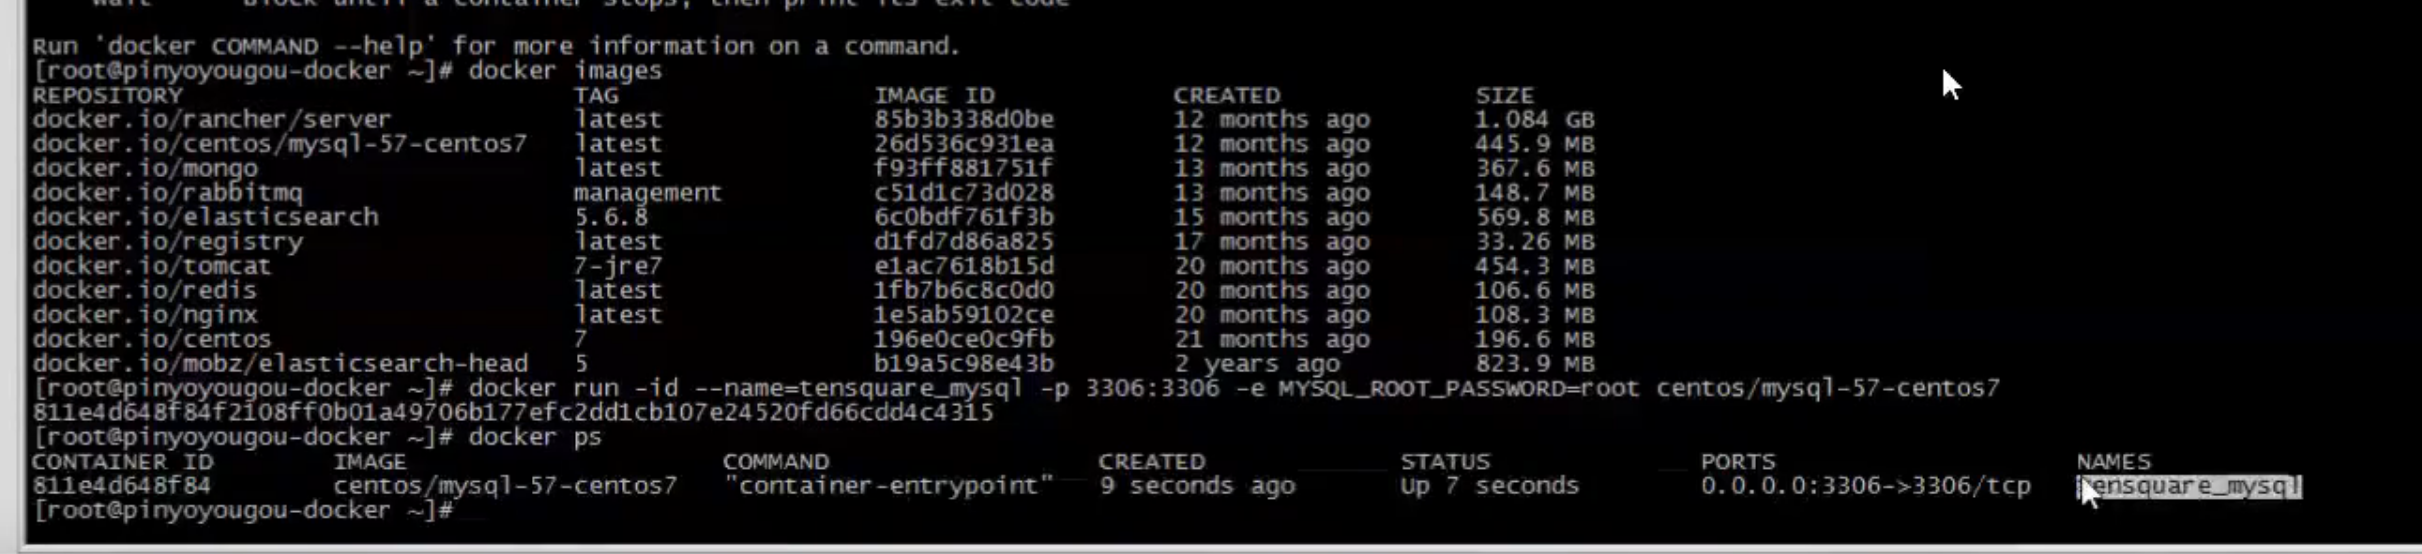 wait Block until a container stops, then print its exit code
Run 'docker COMMAND --help' for more information on a command.
[root@pinyoyougou-docker ~]# docker images
REPOSITORY TAG IMAGE ID CREATED SIZE
docker.io/rancher/server latest 85b3b338d0be 12 months ago 1.084 GB
docker.io/centos/mysql-57-centos7 latest 26d536c931ea 12 months ago 445.9 MB
docker.io/mongo latest f93ff881751f 13 months ago 367.6 MB
docker.io/rabbitmq management c51d1c73d028 13 months ago 148.7 MB
docker.io/elasticsearch 5.6.8 6c0bdf761f3b 15 months ago 569.8 MB
docker.io/registry latest d1fd7d86a825 17 months ago 33.26 MB
docker.io/tomcat 7-jre7 e1ac7618b15d 20 months ago 454.3 MB
docker.io/redis latest 1fb7b6c8c0d0 20 months ago 106.6 MB
docker.io/nginx latest 1e5ab59102ce 20 months ago 108.3 MB
docker.io/centos 7 196e0ce0c9fb 21 months ago 196.6 MB
docker.io/mobz/elasticsearch-head 5 b19a5c98e43b 2 years ago 823.9 MB
[root@pinyoyougou-docker ~]# docker run -id --name=tensquare_mysql -p 3306:3306 -e MYSQL_ROOT_PASSWORD=root centos/mysql-57-centos7
811e4d648f84f2108ff0b01a49706b177efc2dd1cb107e24520fd66cdd4c4315
[root@pinyoyougou-docker ~]# docker ps
CONTAINER ID IMAGE COMMAND CREATED STATUS PORTS NAMES
811e4d648f84 centos/mysql-57-centos7 "container-entrypoint" 9 seconds ago Up 7 seconds 0.0.0.0:3306->3306/tcp tensquare_mysql
[root@pinyoyougou-docker ~]#